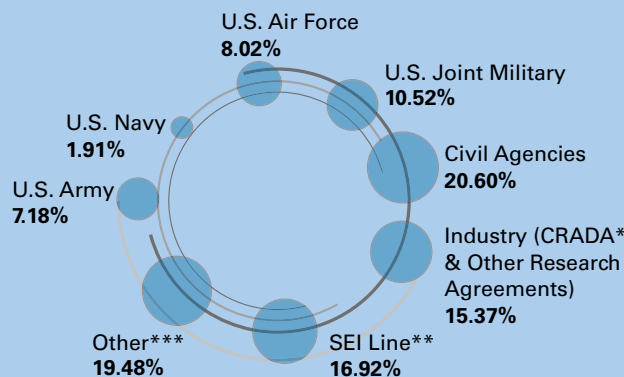 U.S. Air Force
8.02%
U.S. Joint Military
10.52%
Civil Agencies
20.60%
Industry (CRADA*
& Other Research
Agreements)
15.37%
SEI Line**
16.92%
Other***
19.48%
U.S. Army
7.18%
U.S. Navy
1.91%